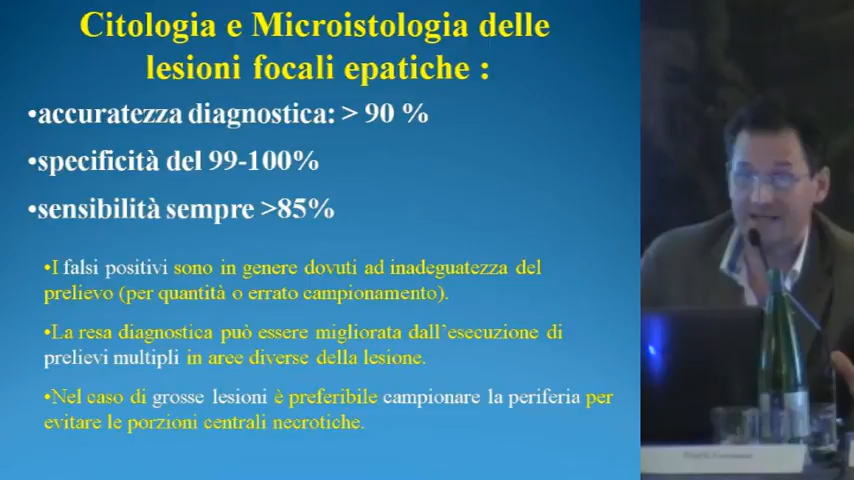 Citologia e Microistologia delle
lesioni focali epatiche :
•accuratezza diagnostica: > 90 %
•specificità del 99-100%
•sensibilità sempre >85%
•I falsi positivi sono in genere dovuti ad inadeguatezza del
prelievo (per quantità o errato campionamento).
•La resa diagnostica può essere migliorata dall'esecuzione di
prelievi multipli in aree diverse della lesione.
•Nel caso di grosse lesioni è preferibile campionare la periferia per
evitare le porzioni centrali necrotiche.